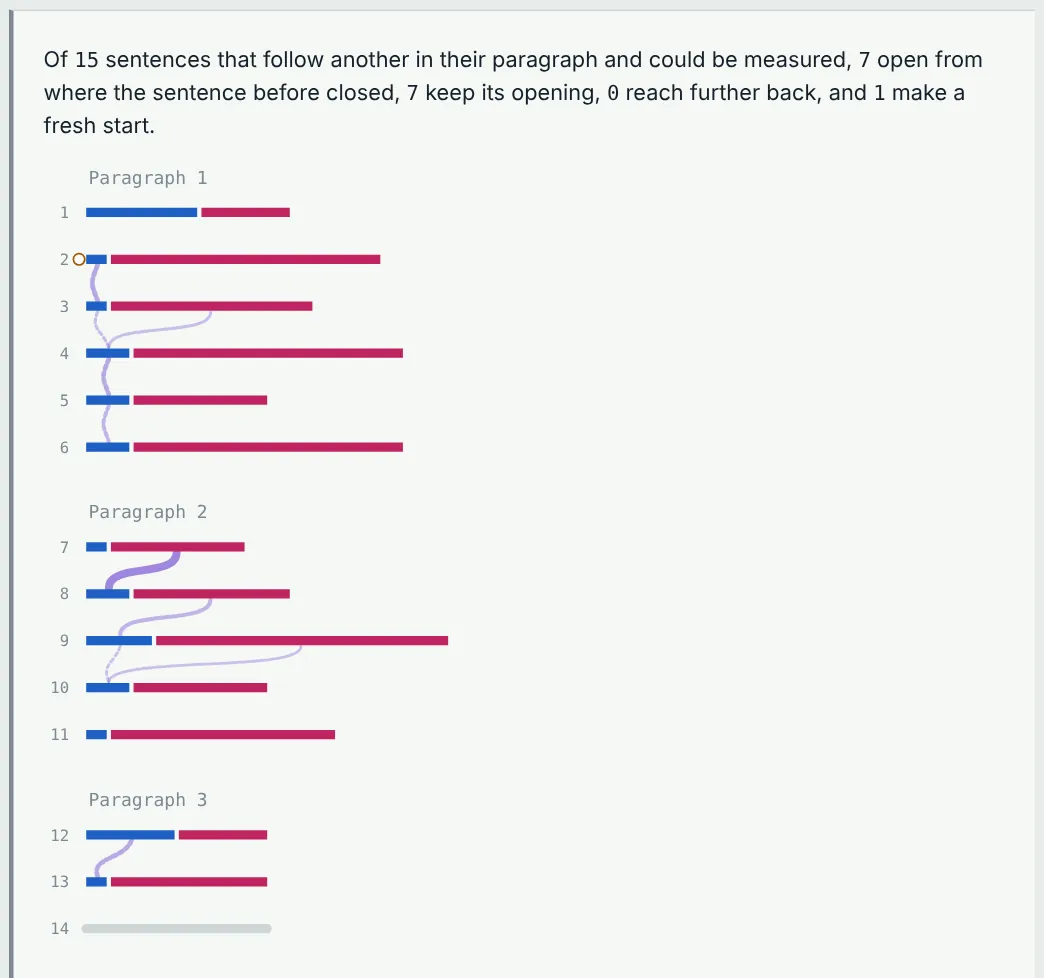 Of 15 sentences that follow another in their paragraph and could be measured, 7 open from
where the sentence before closed, 7 keep its opening, 0 reach further back, and 1 make a
fresh start.
Paragraph 1
1
2
3
4
5
6
Paragraph 2
7
8
9
10
11
Paragraph 3
12
13
14